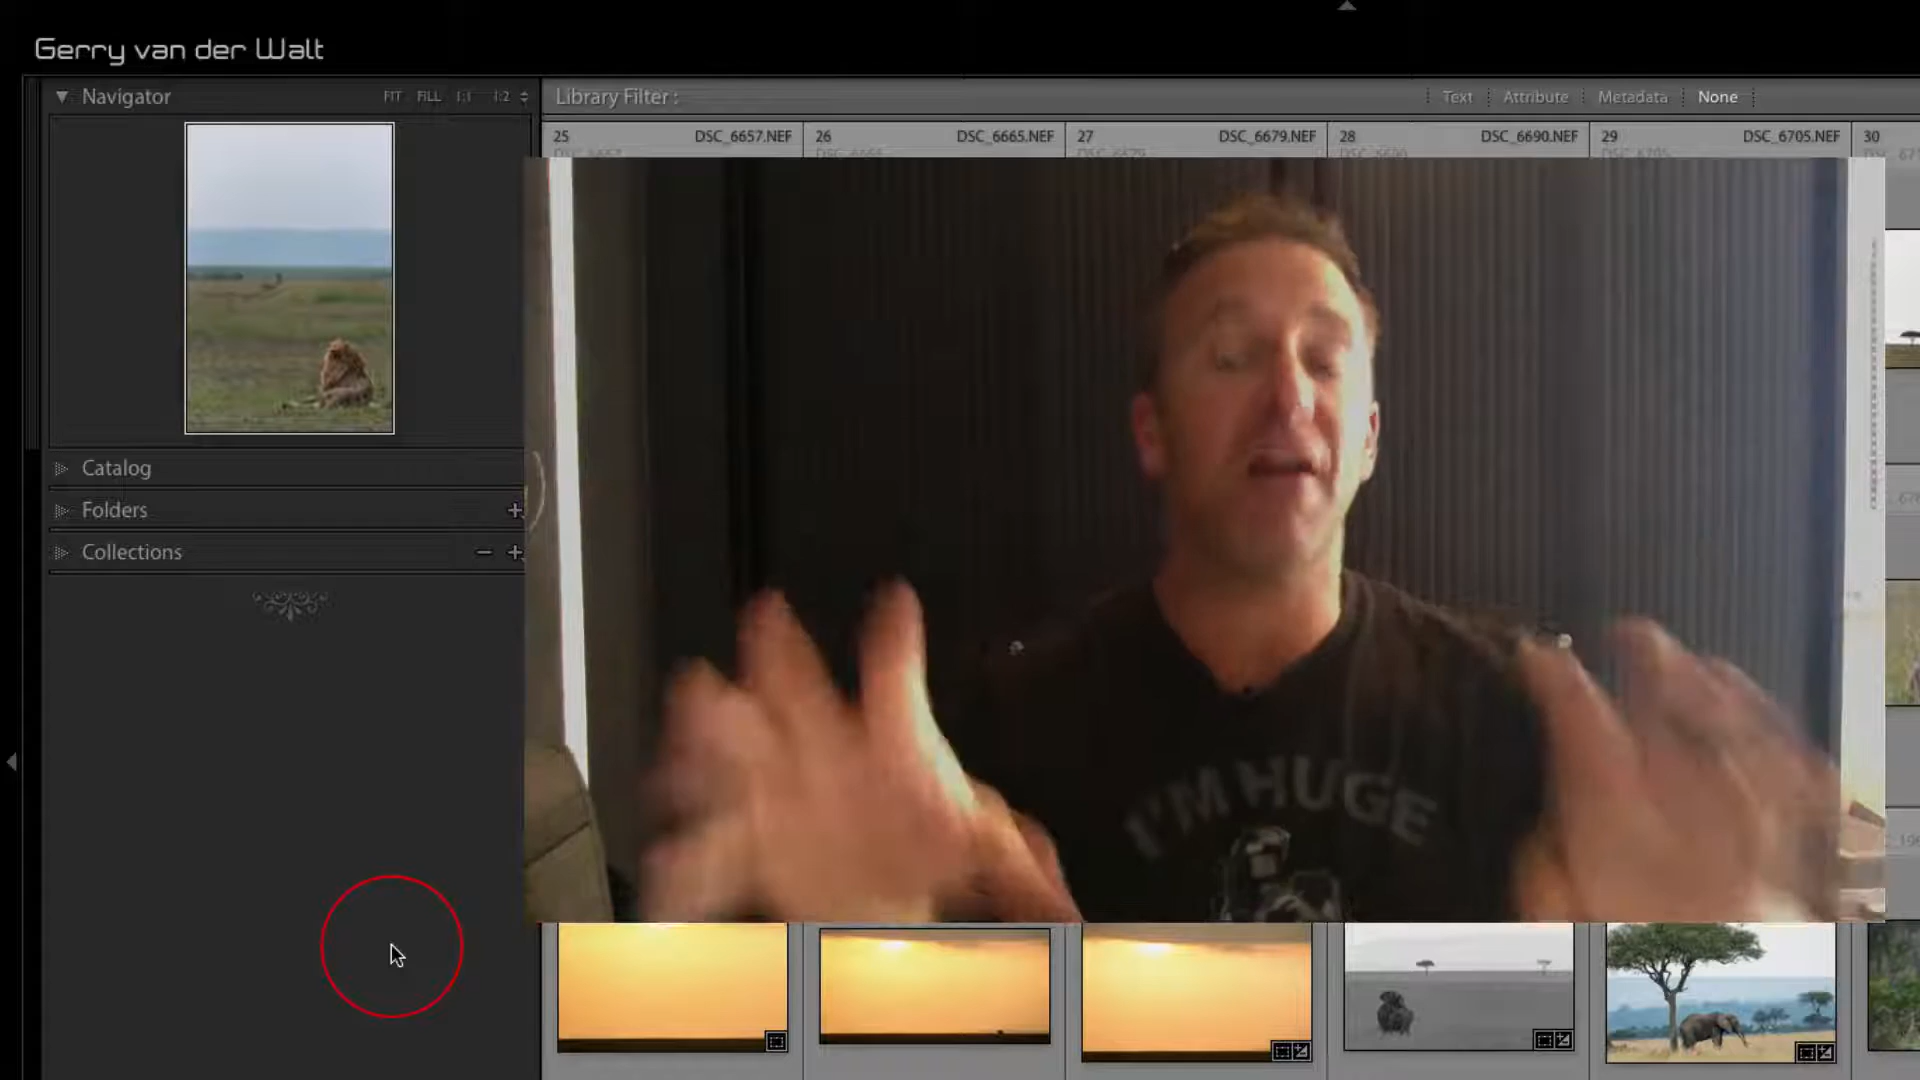 Gerry van der Walt
Navigator FIT FILL 1:1 1:2
Library Filter : Text Attribute Metadata None
25 DSC_6657.NEF 26 DSC_6665.NEF 27 DSC_6679.NEF 28 DSC_6690.NEF 29 DSC_6705.NEF 30
Catalog
Folders
Collections
I'M HUGE